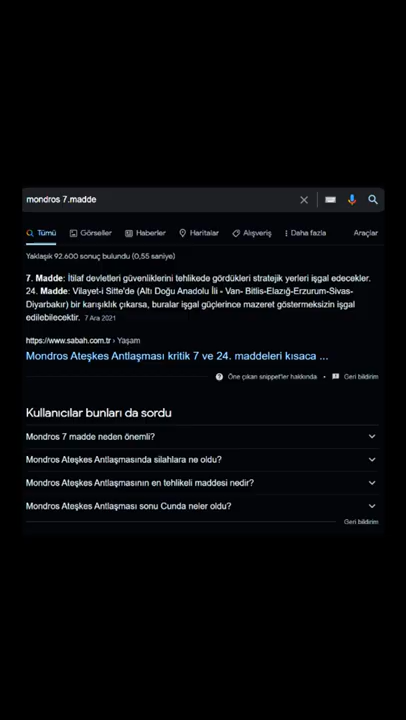 mondros 7.madde
Tümü Görseller Haberler Haritalar Alışveriş Daha fazla Araçlar
Yaklaşık 92.600 sonuç bulundu (0,55 saniye)
7. Madde: İtilaf devletleri güvenliklerini tehlikede gördükleri stratejik yerleri işgal edecekler.
24. Madde: Vilayet-i Sitte'de (Altı Doğu Anadolu İli - Van- Bitlis-Elazığ-Erzurum-Sivas-
Diyarbakır) bir karışıklık çıkarsa, buralar işgal güçlerince mazeret göstermeksizin işgal
edilebilecektir. 7 Ara 2021
https://www.sabah.com.tr › Yaşam
Mondros Ateşkes Antlaşması kritik 7 ve 24. maddeleri kısaca ...
Öne çıkan snippet'ler hakkında • Geri bildirim
Kullanıcılar bunları da sordu
Mondros 7 madde neden önemli?
Mondros Ateşkes Antlaşmasında silahlara ne oldu?
Mondros Ateşkes Antlaşmasının en tehlikeli maddesi nedir?
Mondros Ateşkes Antlaşması sonu Cunda neler oldu?
Geri bildirim